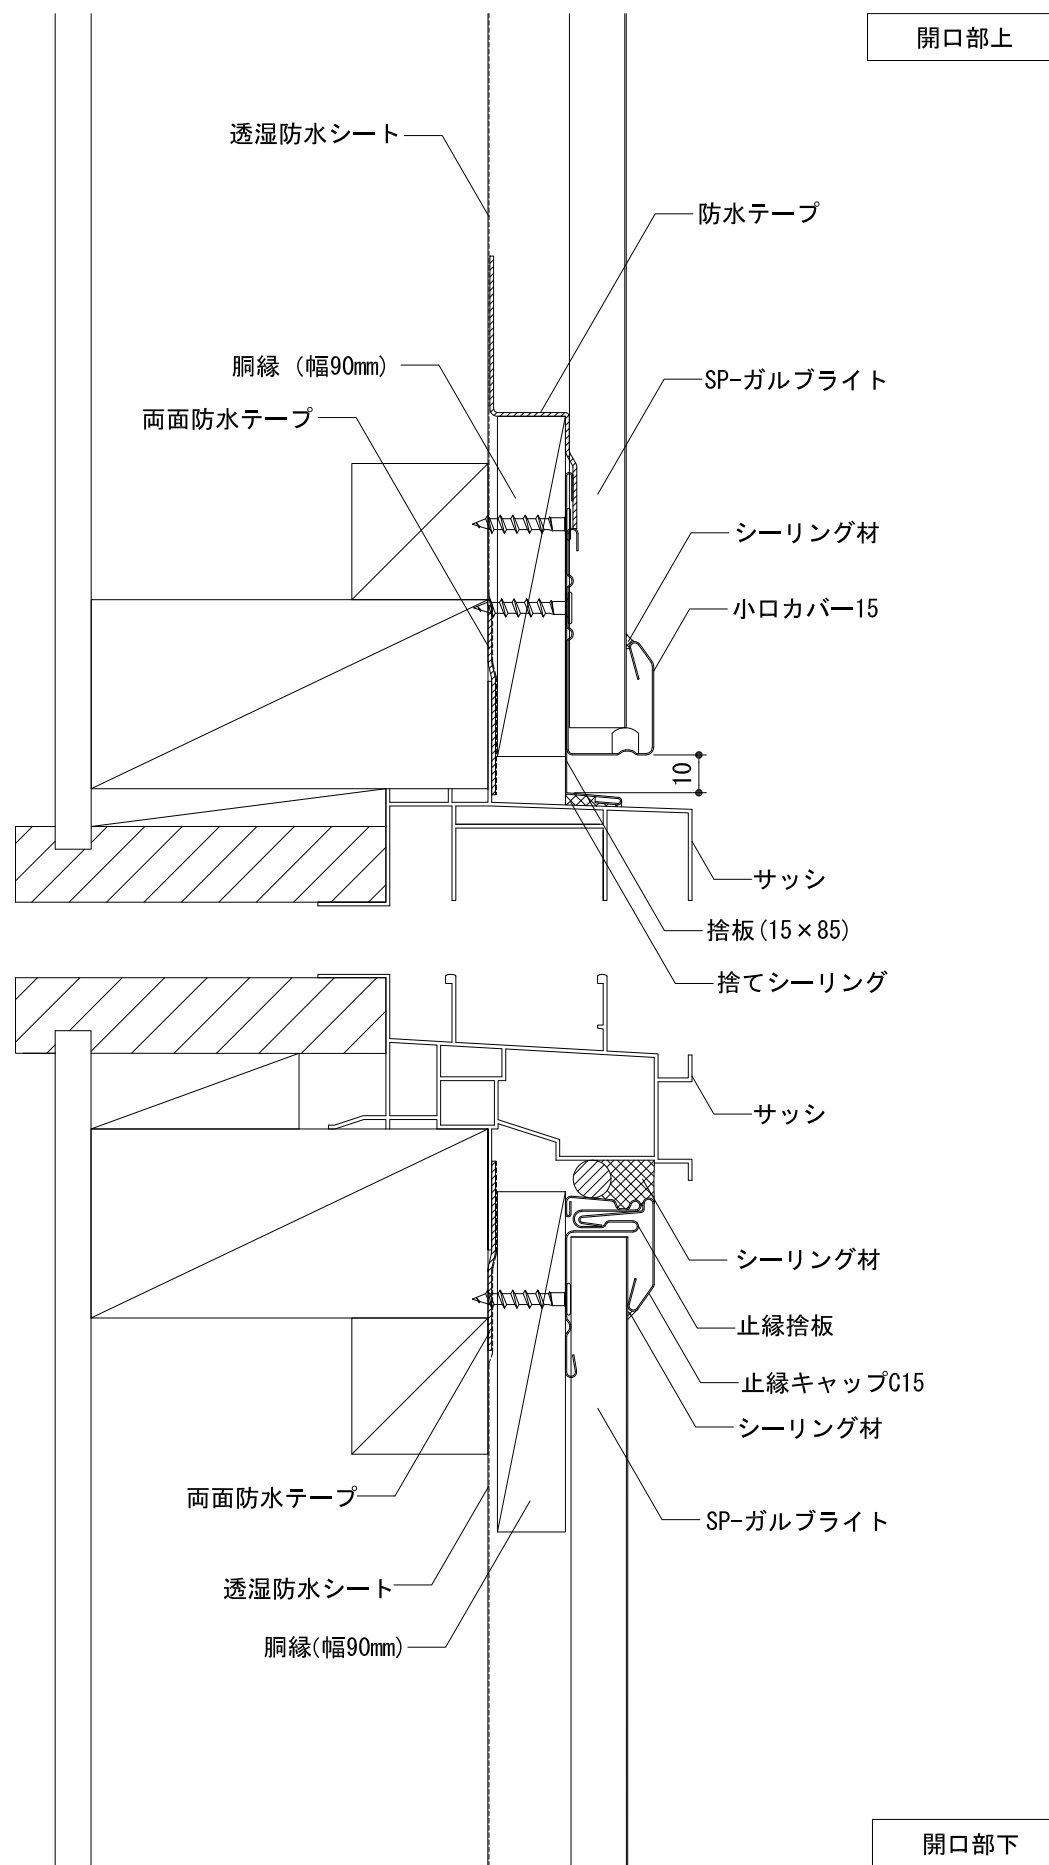 開口部上
透湿防水シート
防水テープ
胴縁（幅90mm）
SP-ガルブライト
両面防水テープ
シーリング材
小口カバー15
10
サッシ
捨板(15×85)
捨てシーリング
サッシ
シーリング材
止縁捨板
止縁キャップC15
シーリング材
両面防水テープ
SP-ガルブライト
透湿防水シート
胴縁(幅90mm)
開口部下